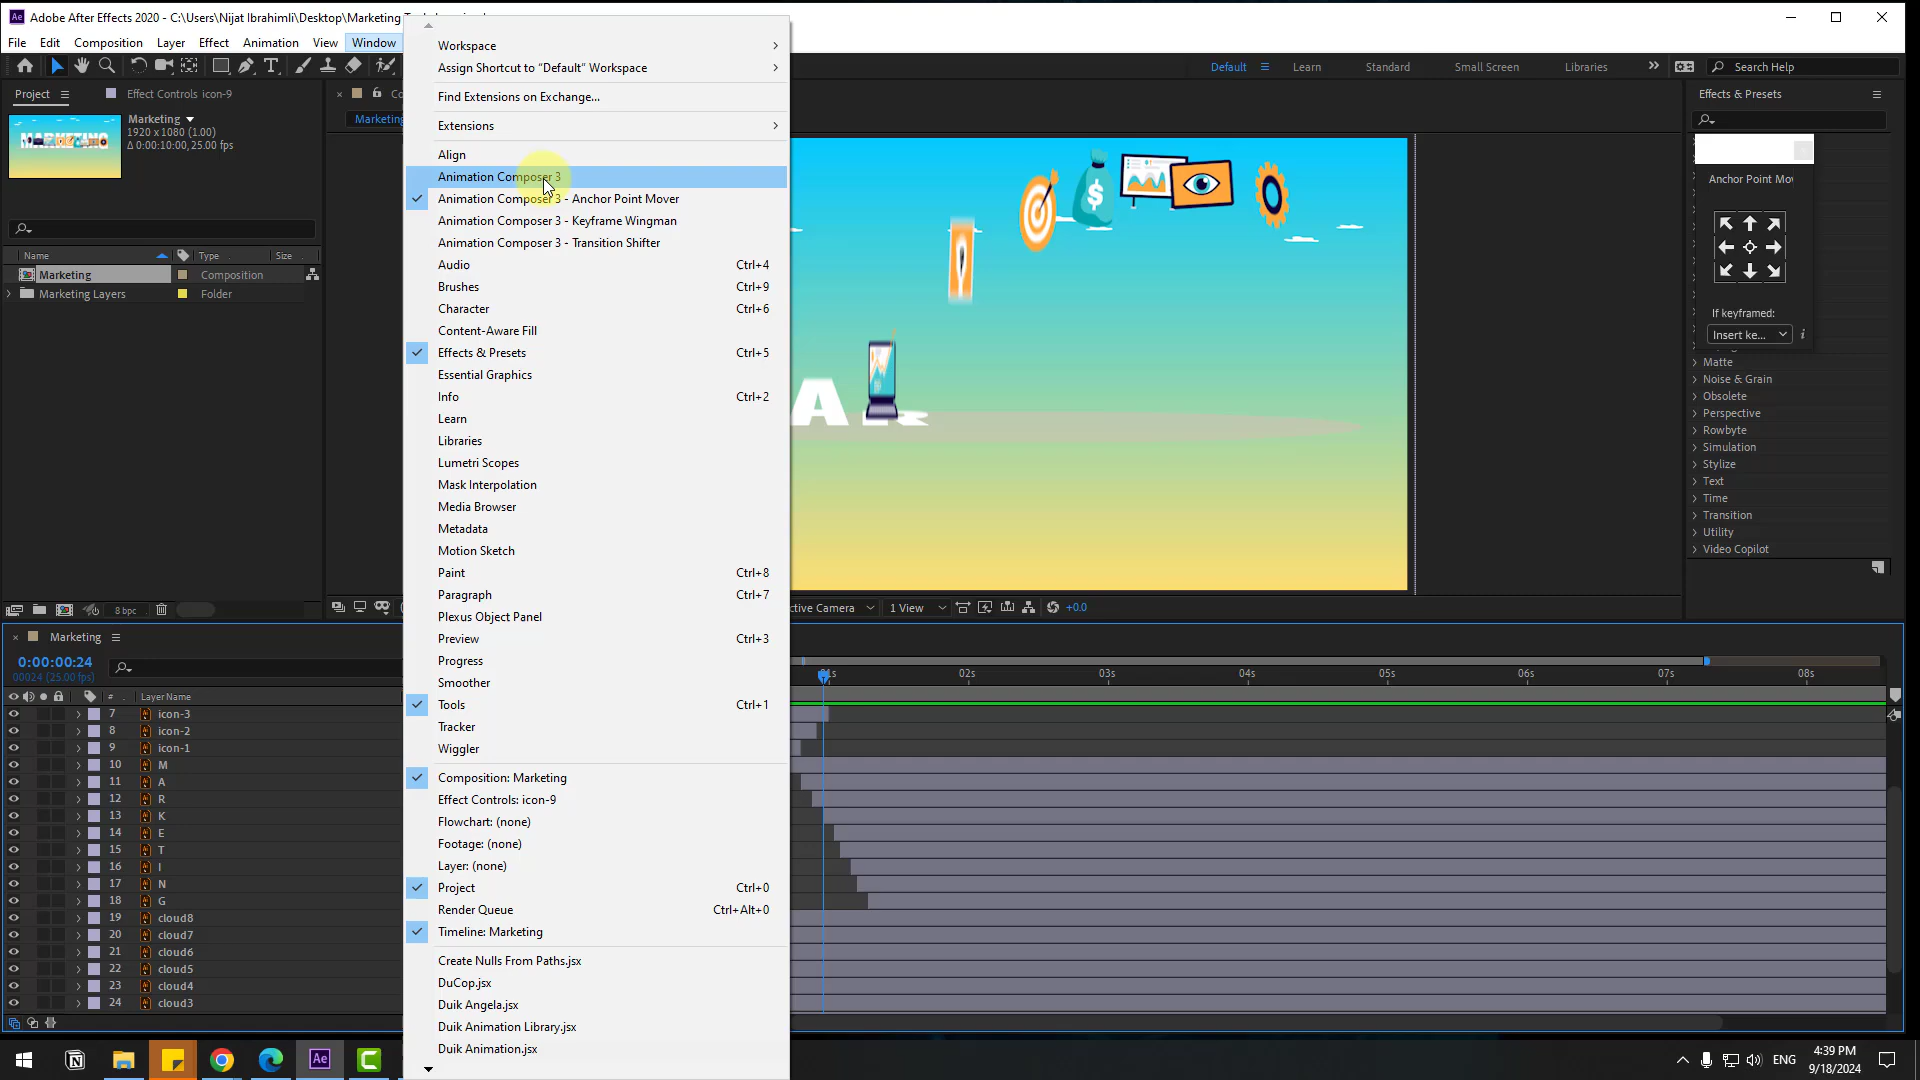 Adobe After Effects 2020 - C:\Users\Nijat Ibrahimli\Desktop\Marketing
File Edit Composition Layer Effect Animation View Window
Default Learn Standard Small Screen Libraries Search Help
Project Effect Controls icon-9
Marketing
1920 x 1080 (1.00)
Δ 0:00:10:00, 25.00 fps
Name Type Size
Marketing Composition
Marketing Layers Folder
8 bpc
Marketing
Workspace
Assign Shortcut to "Default" Workspace
Find Extensions on Exchange...
Extensions
Align
Animation Composer 3
Animation Composer 3 - Anchor Point Mover
Animation Composer 3 - Keyframe Wingman
Animation Composer 3 - Transition Shifter
Audio Ctrl+4
Brushes Ctrl+9
Character Ctrl+6
Content-Aware Fill
Effects & Presets Ctrl+5
Essential Graphics
Info Ctrl+2
Learn
Libraries
Lumetri Scopes
Mask Interpolation
Media Browser
Metadata
Motion Sketch
Paint Ctrl+8
Paragraph Ctrl+7
Plexus Object Panel
Preview Ctrl+3
Progress
Smoother
Tools Ctrl+1
Tracker
Wiggler
Composition: Marketing
Effect Controls: icon-9
Flowchart: (none)
Footage: (none)
Layer: (none)
Project Ctrl+0
Render Queue Ctrl+Alt+0
Timeline: Marketing
Create Nulls From Paths.jsx
DuCop.jsx
Duik Angela.jsx
Duik Animation Library.jsx
Duik Animation.jsx
A
$
ctive Camera 1 View +0.0
Effects & Presets
Anchor Point Mo
If keyframed:
Insert ke... i
Matte
Noise & Grain
Obsolete
Perspective
Rowbyte
Simulation
Stylize
Text
Time
Transition
Utility
Video Copilot
Marketing
0:00:00:24
00024 (25.00 fps)
# Layer Name
1s 02s 03s 04s 05s 06s 07s 08s
7 icon-3
8 icon-2
9 icon-1
10 M
11 A
12 R
13 K
14 E
15 T
16 I
17 N
18 G
19 cloud8
20 cloud7
21 cloud6
22 cloud5
23 cloud4
24 cloud3
ENG
4:39 PM
9/18/2024